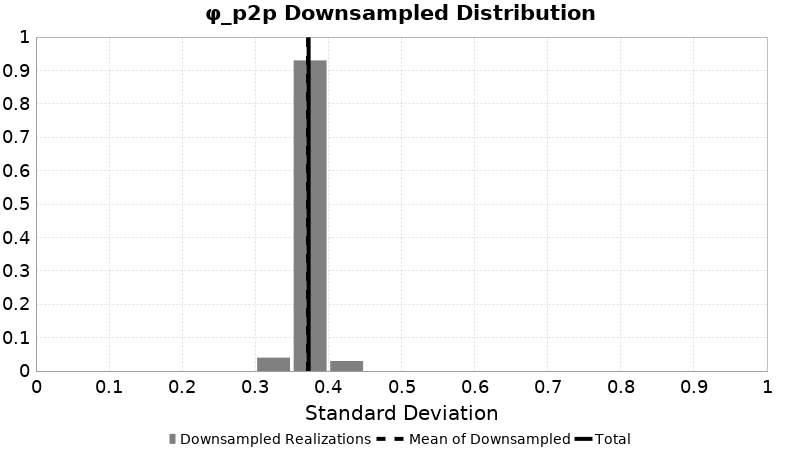 φ_p2p Downsampled Distribution
1
0.9
0.8
0.7
0.6
0.5
0.4
0.3
0.2
0.1
0
0 0.1 0.2 0.3 0.4 0.5 0.6 0.7 0.8 0.9 1
Standard Deviation
Downsampled Realizations Mean of Downsampled Total